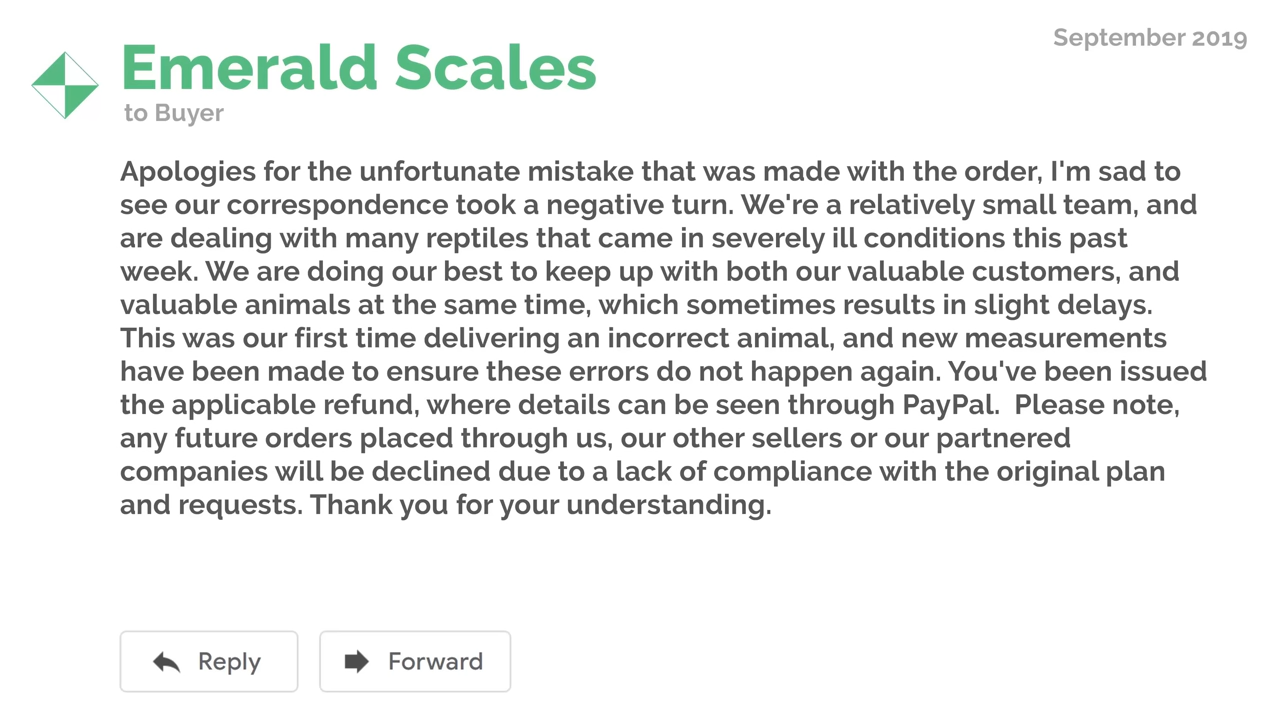 September 2019
Emerald Scales
to Buyer
Apologies for the unfortunate mistake that was made with the order, I'm sad to
see our correspondence took a negative turn. We're a relatively small team, and
are dealing with many reptiles that came in severely ill conditions this past
week. We are doing our best to keep up with both our valuable customers, and
valuable animals at the same time, which sometimes results in slight delays.
This was our first time delivering an incorrect animal, and new measurements
have been made to ensure these errors do not happen again. You've been issued
the applicable refund, where details can be seen through PayPal.  Please note,
any future orders placed through us, our other sellers or our partnered
companies will be declined due to a lack of compliance with the original plan
and requests. Thank you for your understanding.
Reply
Forward